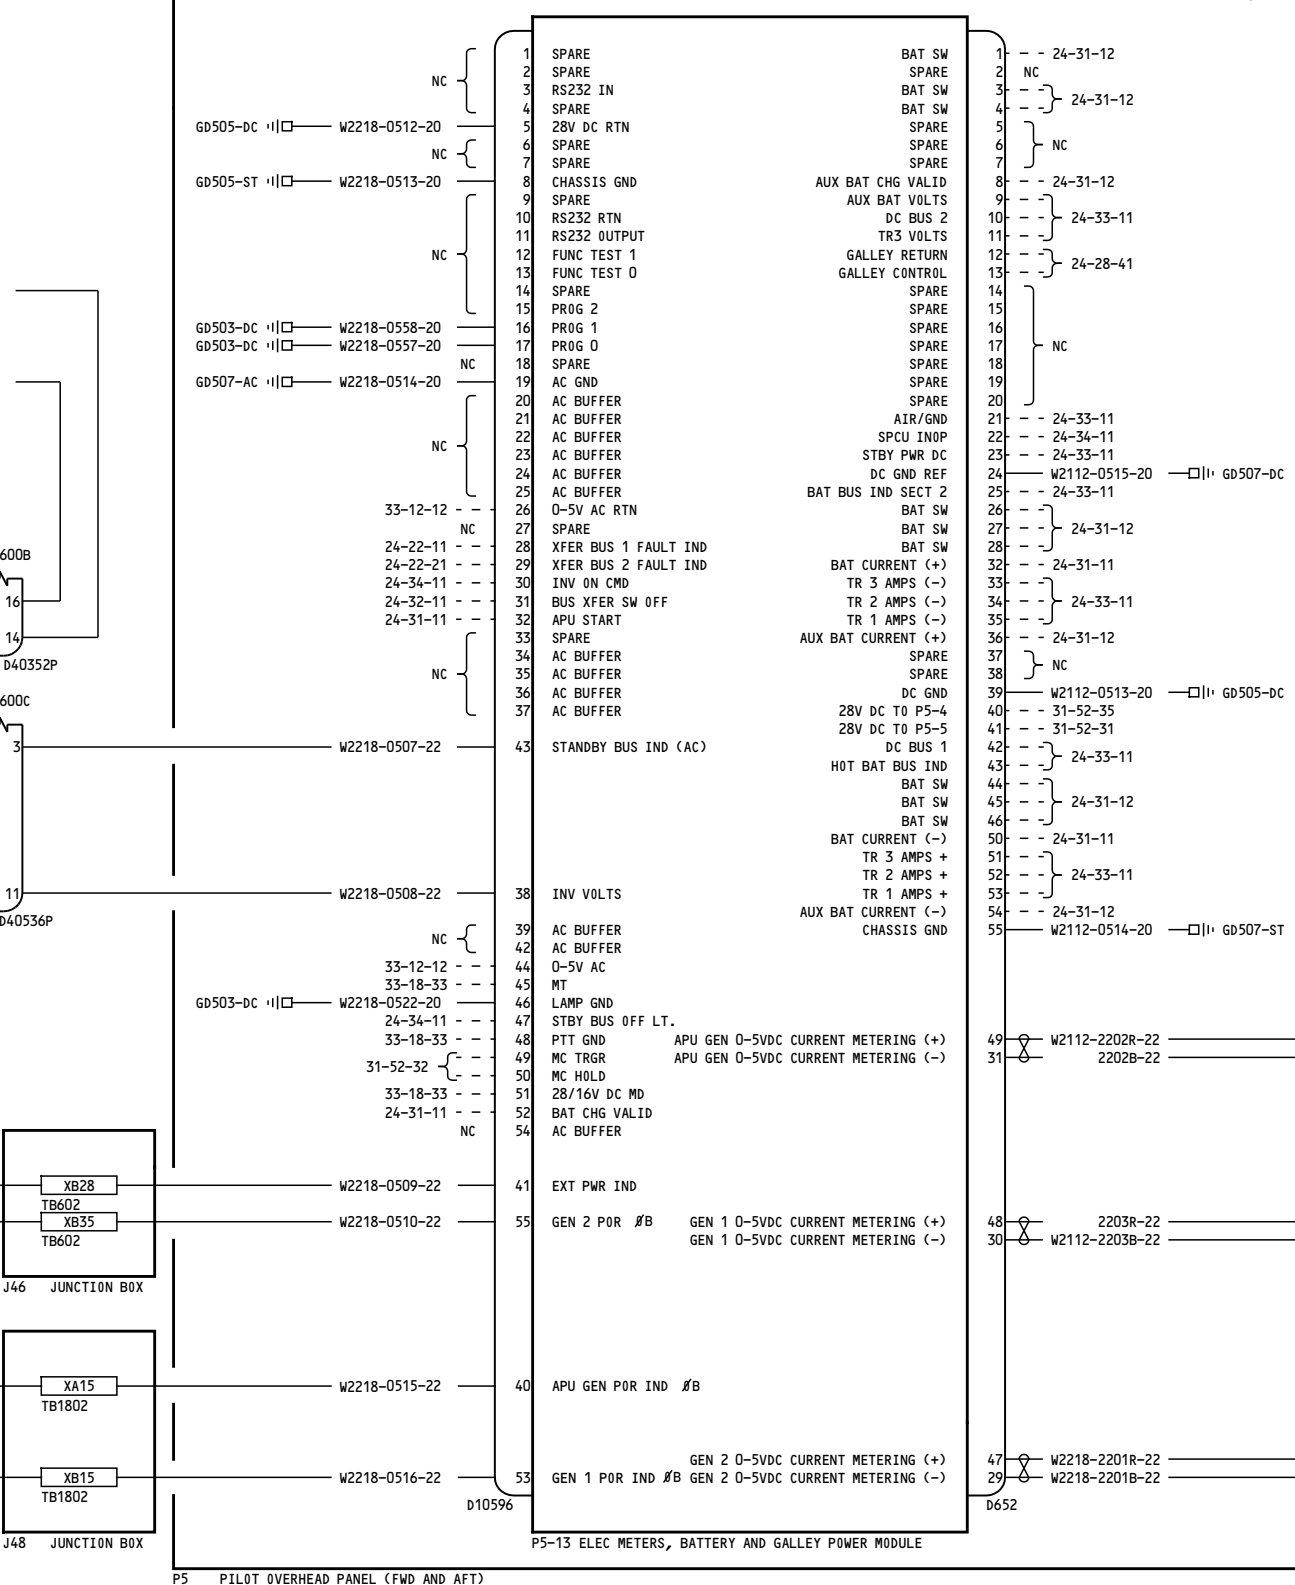 1 SPARE BAT SW 1 24-31-12
NC 2 SPARE SPARE 2 NC
3 RS232 IN BAT SW 3 24-31-12
4 SPARE BAT SW 4
GD505-DC W2218-0512-20 5 28V DC RTN SPARE 5
NC 6 SPARE SPARE 6 NC
7 SPARE SPARE 7
GD505-ST W2218-0513-20 8 CHASSIS GND AUX BAT CHG VALID 8 24-31-12
9 SPARE AUX BAT VOLTS 9
10 RS232 RTN DC BUS 2 10 24-33-11
11 RS232 OUTPUT TR3 VOLTS 11
NC 12 FUNC TEST 1 GALLEY RETURN 12 24-28-41
13 FUNC TEST 0 GALLEY CONTROL 13
14 SPARE SPARE 14
15 PROG 2 SPARE 15
GD503-DC W2218-0558-20 16 PROG 1 SPARE 16
GD503-DC W2218-0557-20 17 PROG 0 SPARE 17 NC
NC 18 SPARE SPARE 18
GD507-AC W2218-0514-20 19 AC GND SPARE 19
20 AC BUFFER SPARE 20
21 AC BUFFER AIR/GND 21 24-33-11
NC 22 AC BUFFER SPCU INOP 22 24-34-11
23 AC BUFFER STBY PWR DC 23 24-33-11
24 AC BUFFER DC GND REF 24 W2112-0515-20 GD507-DC
25 AC BUFFER BAT BUS IND SECT 2 25 24-33-11
33-12-12 26 0-5V AC RTN BAT SW 26
NC 27 SPARE BAT SW 27 24-31-12
24-22-11 28 XFER BUS 1 FAULT IND BAT SW 28
600B
24-22-21 29 XFER BUS 2 FAULT IND BAT CURRENT (+) 32 24-31-11
24-34-11 30 INV ON CMD TR 3 AMPS (-) 33
16 24-32-11 31 BUS XFER SW OFF TR 2 AMPS (-) 34 24-33-11
24-31-11 32 APU START TR 1 AMPS (-) 35
14 33 SPARE AUX BAT CURRENT (+) 36 24-31-12
34 AC BUFFER SPARE 37 NC
D40352P
NC 35 AC BUFFER SPARE 38
36 AC BUFFER DC GND 39 W2112-0513-20 GD505-DC
600C
37 AC BUFFER 28V DC TO P5-4 40 31-52-35
28V DC TO P5-5 41 31-52-31
3 W2218-0507-22 43 STANDBY BUS IND (AC) DC BUS 1 42 24-33-11
HOT BAT BUS IND 43
BAT SW 44
BAT SW 45 24-31-12
BAT SW 46
BAT CURRENT (-) 50 24-31-11
TR 3 AMPS + 51
TR 2 AMPS + 52 24-33-11
11 W2218-0508-22 38 INV VOLTS TR 1 AMPS + 53
AUX BAT CURRENT (-) 54 24-31-12
D40536P
NC 39 AC BUFFER CHASSIS GND 55 W2112-0514-20 GD507-ST
42 AC BUFFER
33-12-12 44 0-5V AC
33-18-33 45 MT
GD503-DC W2218-0522-20 46 LAMP GND
24-34-11 47 STBY BUS OFF LT.
33-18-33 48 PTT GND APU GEN 0-5VDC CURRENT METERING (+) 49 W2112-2202R-22
31-52-32 49 MC TRGR APU GEN 0-5VDC CURRENT METERING (-) 31 2202B-22
50 MC HOLD
33-18-33 51 28/16V DC MD
24-31-11 52 BAT CHG VALID
NC 54 AC BUFFER
XB28 W2218-0509-22 41 EXT PWR IND
TB602
XB35 W2218-0510-22 55 GEN 2 POR ØB GEN 1 0-5VDC CURRENT METERING (+) 48 2203R-22
TB602 GEN 1 0-5VDC CURRENT METERING (-) 30 W2112-2203B-22
J46 JUNCTION BOX
XA15 W2218-0515-22 40 APU GEN POR IND ØB
TB1802
GEN 2 0-5VDC CURRENT METERING (+) 47 W2218-2201R-22
XB15 W2218-0516-22 53 GEN 1 POR IND ØB GEN 2 0-5VDC CURRENT METERING (-) 29 W2218-2201B-22
TB1802
D10596 D652
J48 JUNCTION BOX P5-13 ELEC METERS, BATTERY AND GALLEY POWER MODULE
P5 PILOT OVERHEAD PANEL (FWD AND AFT)